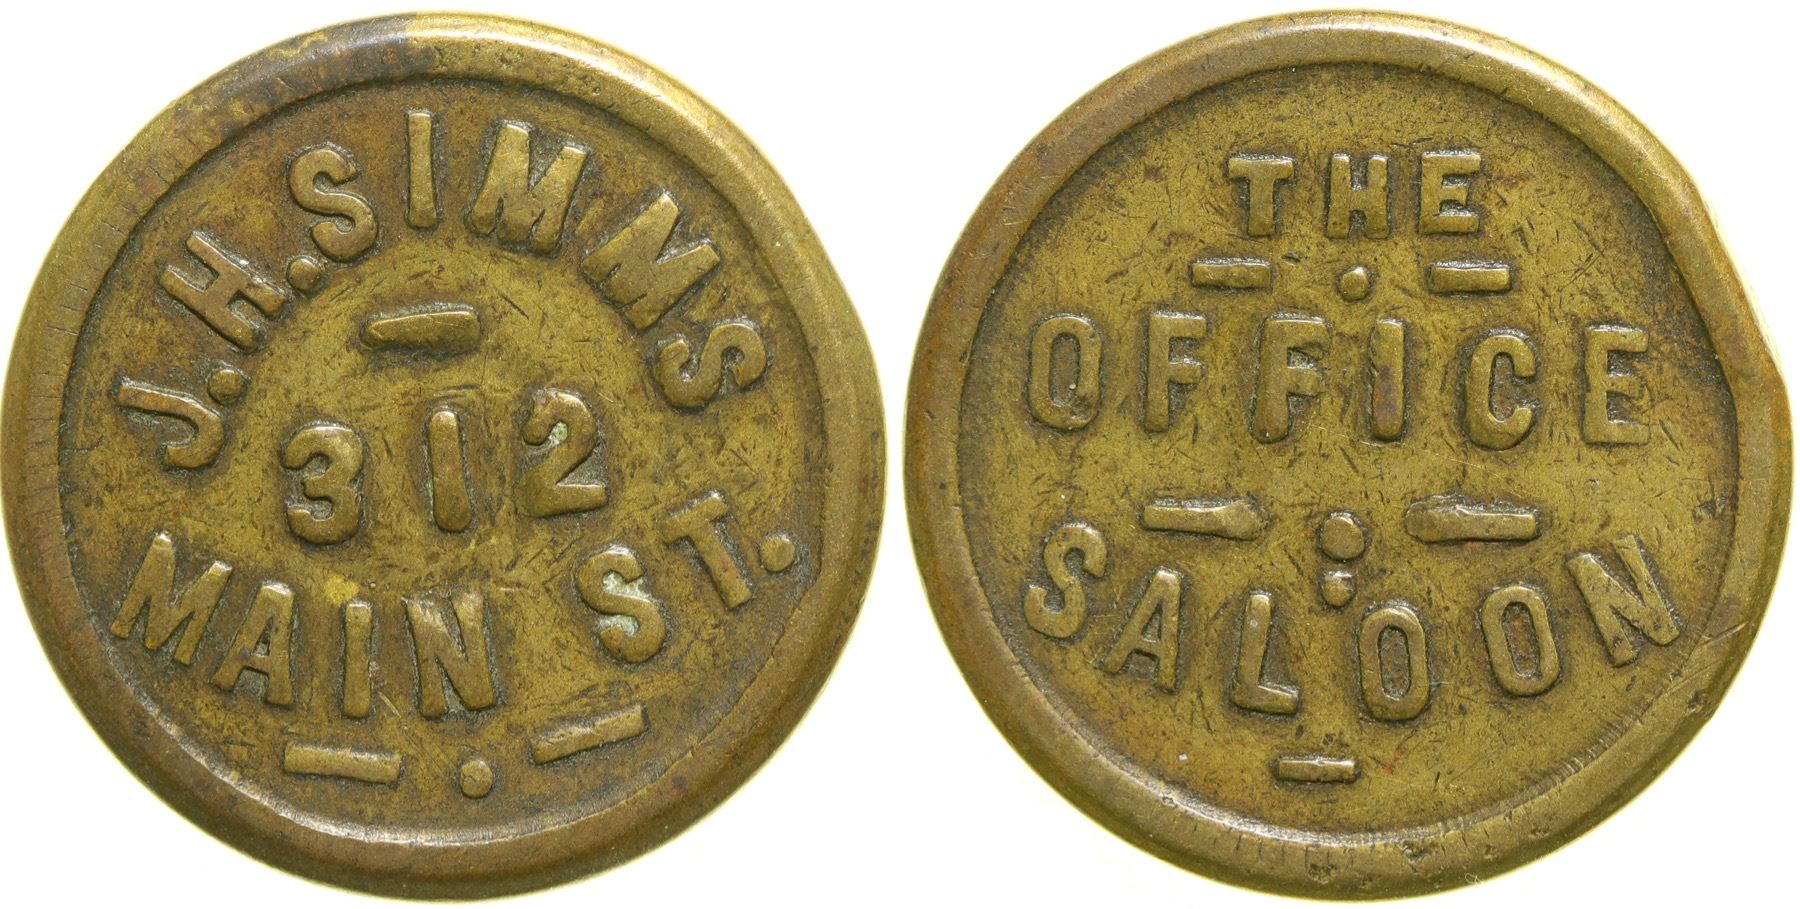 J.H.SIMMS
312
MAIN ST.
THE
OFFICE
SALOON